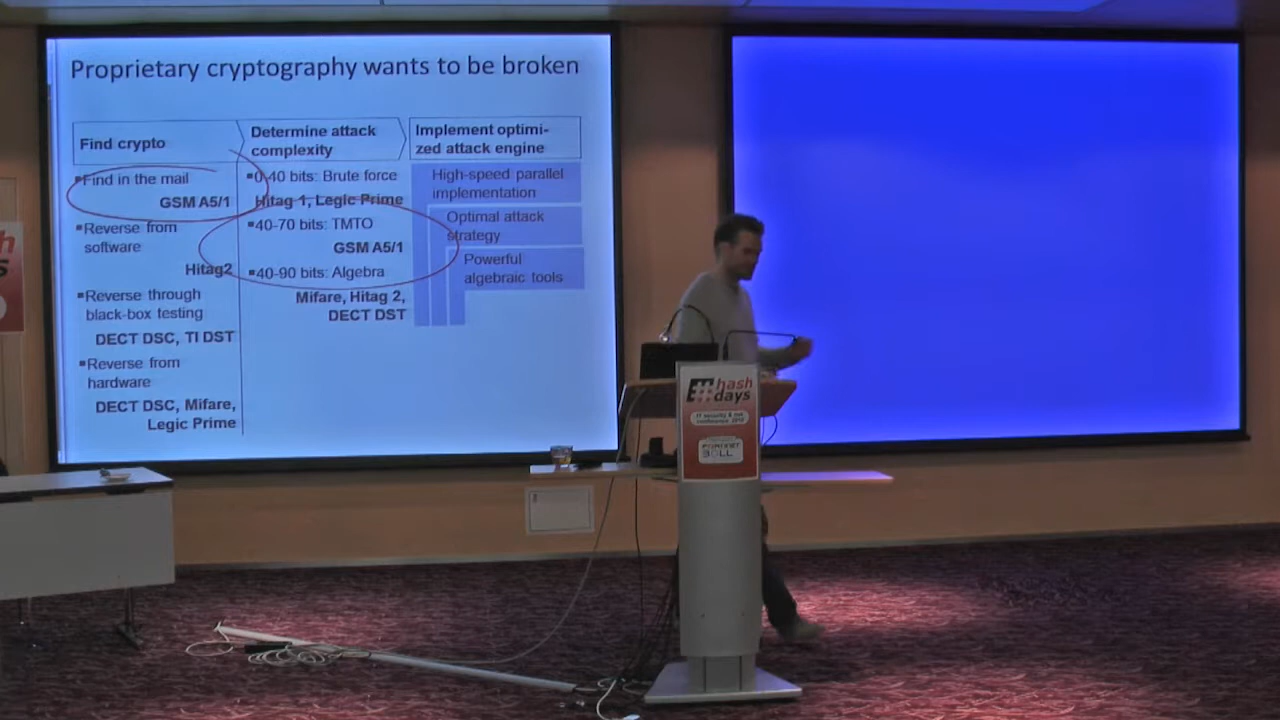 Proprietary cryptography wants to be broken
Find crypto
Determine attack
complexity
Implement optimi-
zed attack engine
▪Find in the mail
GSM A5/1
▪Reverse from
software
Hitag2
▪Reverse through
black-box testing
DECT DSC, TI DST
▪Reverse from
hardware
DECT DSC, Mifare,
Legic Prime
▪0-40 bits: Brute force
Hitag 1, Legic Prime
▪40-70 bits: TMTO
GSM A5/1
▪40-90 bits: Algebra
Mifare, Hitag 2,
DECT DST
High-speed parallel
implementation
Optimal attack
strategy
Powerful
algebraic tools
#hash
days